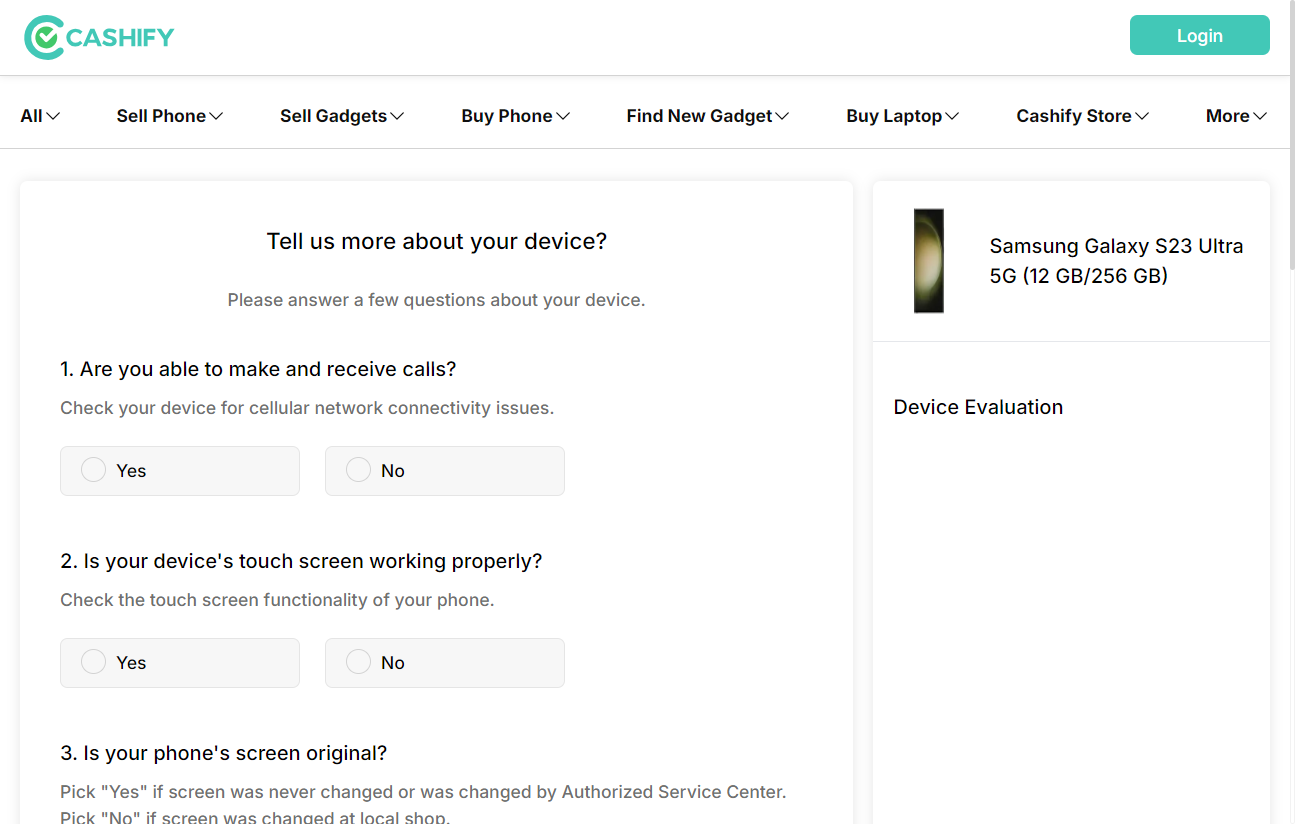 CASHIFY
Login
All
Sell Phone
Sell Gadgets
Buy Phone
Find New Gadget
Buy Laptop
Cashify Store
More
Tell us more about your device?
Please answer a few questions about your device.
1. Are you able to make and receive calls?
Check your device for cellular network connectivity issues.
Yes
No
2. Is your device's touch screen working properly?
Check the touch screen functionality of your phone.
Yes
No
3. Is your phone's screen original?
Pick "Yes" if screen was never changed or was changed by Authorized Service Center.
Pick "No" if screen was changed at local shop.
Samsung Galaxy S23 Ultra
5G (12 GB/256 GB)
Device Evaluation